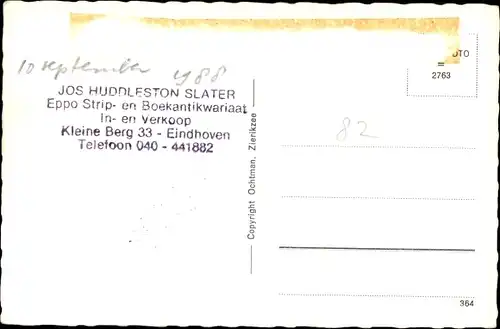 10 september 1988
JOS HUDDLESTON SLATER
Eppo Strip- en Boekantikwariaat
In- en Verkoop
Kleine Berg 33 - Eindhoven
Telefoon 040 - 441882
Copyright Ochtman, Zierikzee
OTO
=
2763
82
364